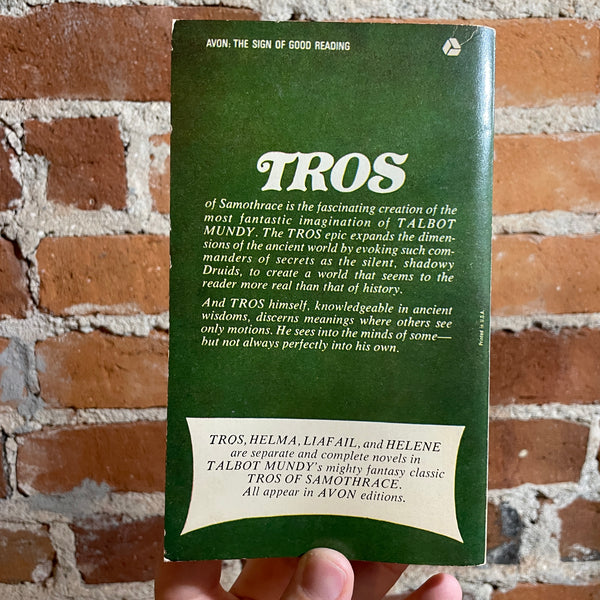 AVON: THE SIGN OF GOOD READING
TROS
of Samothrace is the fascinating creation of the
most fantastic imagination of TALBOT
MUNDY. The TROS epic expands the dimen-
sions of the ancient world by evoking such com-
manders of secrets as the silent, shadowy
Druids, to create a world that seems to the
reader more real than that of history.
And TROS himself, knowledgeable in ancient
wisdoms, discerns meanings where others see
only motions. He sees into the minds of some—
but not always perfectly into his own.
Printed in U.S.A.
TROS, HELMA, LIAFAIL, and HELENE
are separate and complete novels in
TALBOT MUNDY's mighty fantasy classic
TROS OF SAMOTHRACE.
All appear in AVON editions.